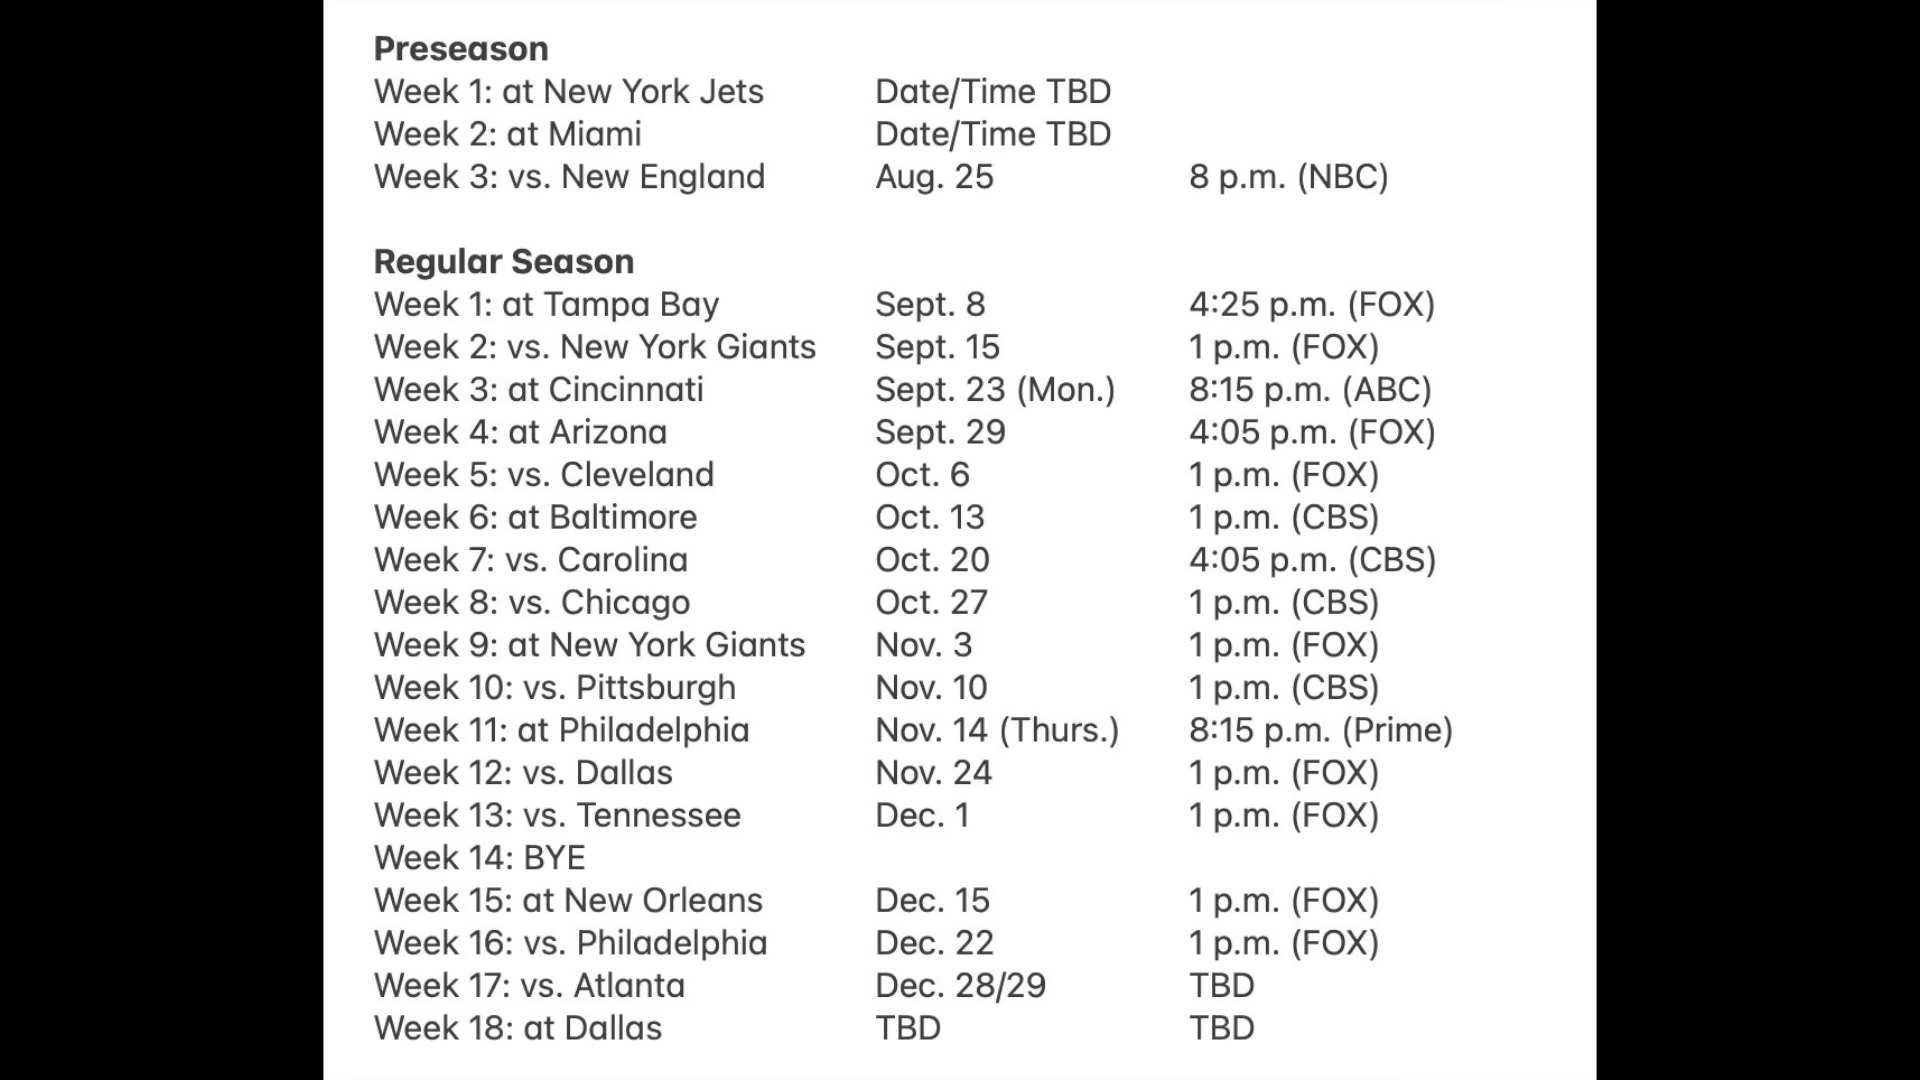 Preseason
Week 1: at New York Jets Date/Time TBD
Week 2: at Miami Date/Time TBD
Week 3: vs. New England Aug. 25 8 p.m. (NBC)
Regular Season
Week 1: at Tampa Bay Sept. 8 4:25 p.m. (FOX)
Week 2: vs. New York Giants Sept. 15 1 p.m. (FOX)
Week 3: at Cincinnati Sept. 23 (Mon.) 8:15 p.m. (ABC)
Week 4: at Arizona Sept. 29 4:05 p.m. (FOX)
Week 5: vs. Cleveland Oct. 6 1 p.m. (FOX)
Week 6: at Baltimore Oct. 13 1 p.m. (CBS)
Week 7: vs. Carolina Oct. 20 4:05 p.m. (CBS)
Week 8: vs. Chicago Oct. 27 1 p.m. (CBS)
Week 9: at New York Giants Nov. 3 1 p.m. (FOX)
Week 10: vs. Pittsburgh Nov. 10 1 p.m. (CBS)
Week 11: at Philadelphia Nov. 14 (Thurs.) 8:15 p.m. (Prime)
Week 12: vs. Dallas Nov. 24 1 p.m. (FOX)
Week 13: vs. Tennessee Dec. 1 1 p.m. (FOX)
Week 14: BYE
Week 15: at New Orleans Dec. 15 1 p.m. (FOX)
Week 16: vs. Philadelphia Dec. 22 1 p.m. (FOX)
Week 17: vs. Atlanta Dec. 28/29 TBD
Week 18: at Dallas TBD TBD